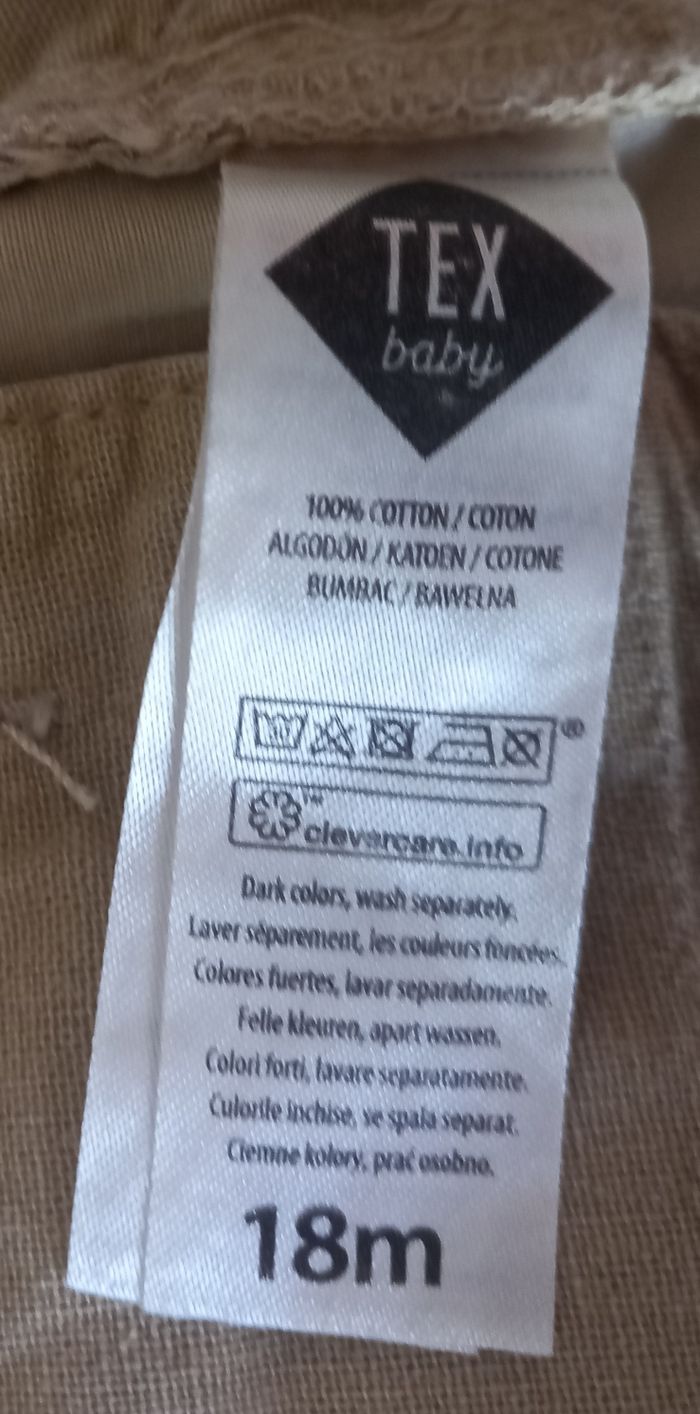 TEX
baby
100% COTTON / COTON
ALGODÓN / KATOEN / COTONE
BUMBAC / BAWEŁNA
®
™
clevercare.info
Dark colors, wash separately.
Laver séparement, les couleurs foncées.
Colores fuertes, lavar separadamente.
Felle kleuren, apart wassen.
Colori forti, lavare separatamente.
Culorile inchise, se spala separat.
Ciemne kolory, prać osobno.
18m